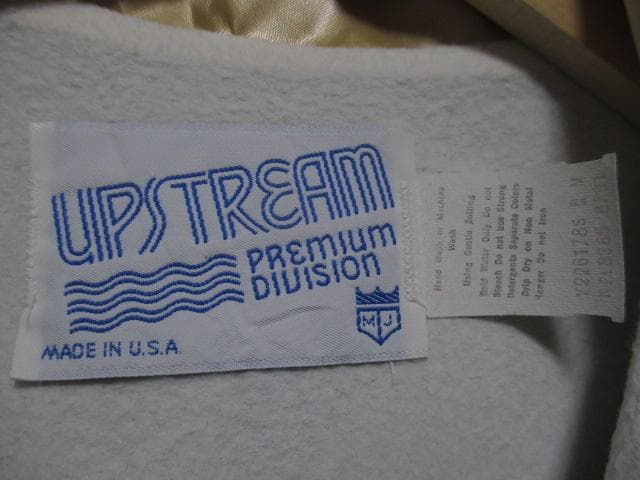 UPSTREAM
PREMIUM
DIVISION
MADE IN U.S.A.
M J
Hand Wash or Machine
Wash
Using Gentle Setting
Cold Water Only. Do not
Bleach Do not Use Strong
Detergents Separate Colors
Drip Dry on Non Metal
Hanger Do not Iron